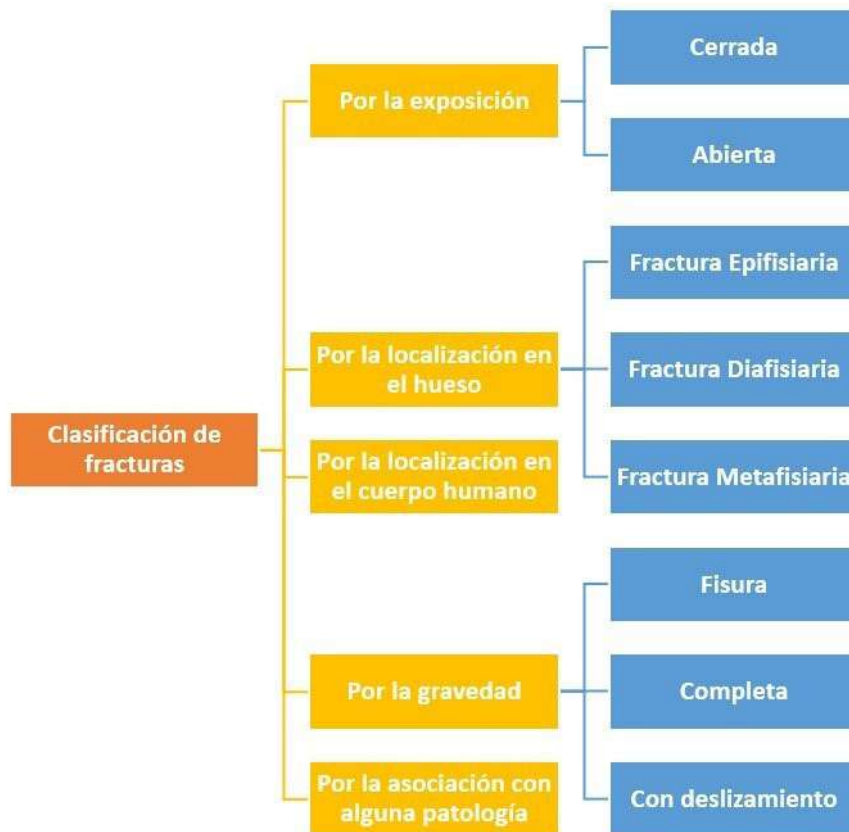 Clasificación de
fracturas
Por la exposición
Cerrada
Abierta
Por la localización en
el hueso
Fractura Epifisiaria
Fractura Diafisiaria
Fractura Metafisiaria
Por la localización en
el cuerpo humano
Por la gravedad
Fisura
Completa
Con deslizamiento
Por la asociación con
alguna patología